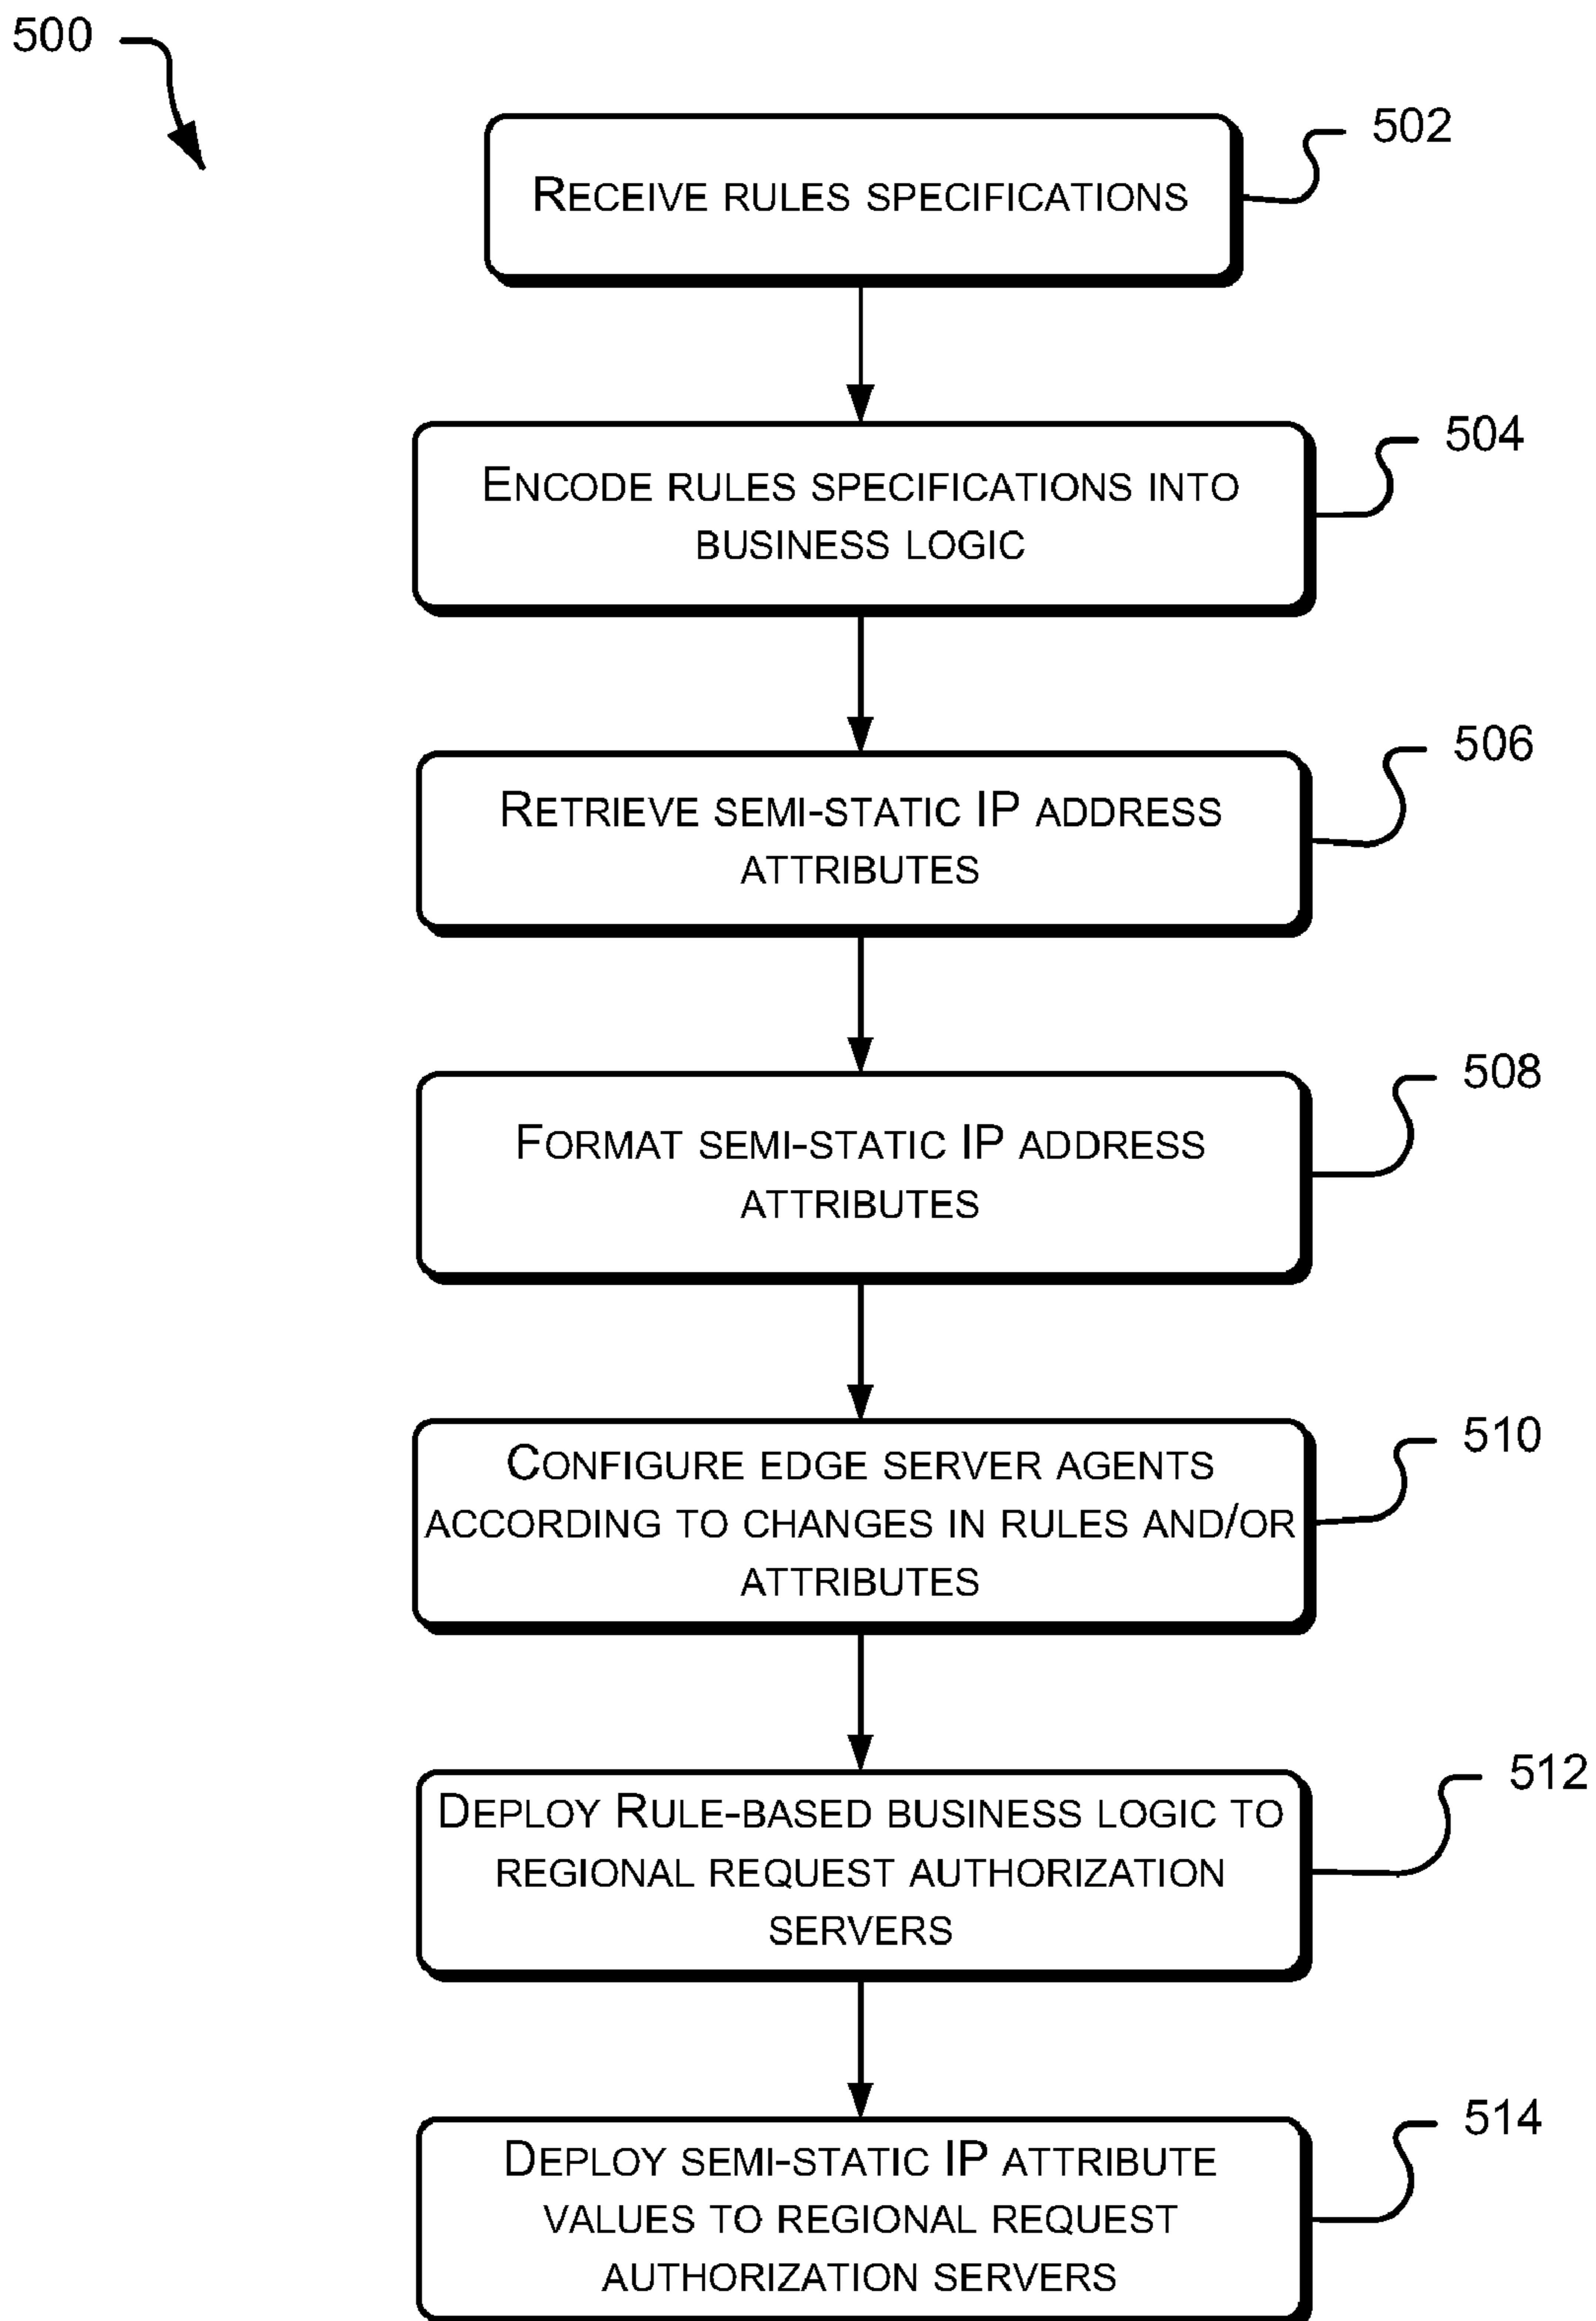 500
502
RECEIVE RULES SPECIFICATIONS
504
ENCODE RULES SPECIFICATIONS INTO
BUSINESS LOGIC
506
RETRIEVE SEMI-STATIC IP ADDRESS
ATTRIBUTES
508
FORMAT SEMI-STATIC IP ADDRESS
ATTRIBUTES
510
CONFIGURE EDGE SERVER AGENTS
ACCORDING TO CHANGES IN RULES AND/OR
ATTRIBUTES
512
DEPLOY RULE-BASED BUSINESS LOGIC TO
REGIONAL REQUEST AUTHORIZATION
SERVERS
514
DEPLOY SEMI-STATIC IP ATTRIBUTE
VALUES TO REGIONAL REQUEST
AUTHORIZATION SERVERS